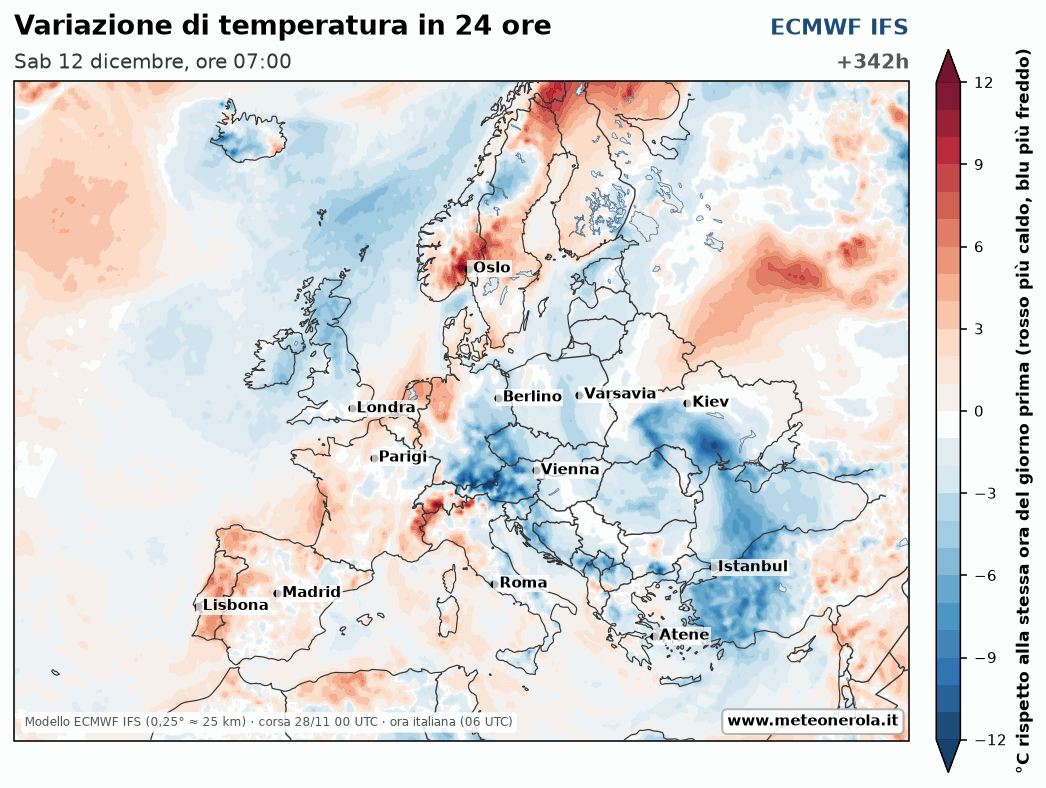 Variazione di temperatura in 24 ore
ECMWF IFS
Sab 12 dicembre, ore 07:00
+342h
Oslo
Berlino
Varsavia
Kiev
Londra
Parigi
Vienna
Istanbul
Roma
Madrid
Lisbona
Atene
Modello ECMWF IFS (0,25° ≈ 25 km) · corsa 28/11 00 UTC · ora italiana (06 UTC)
www.meteonerola.it
12
9
6
3
0
−3
−6
−9
−12
°C rispetto alla stessa ora del giorno prima (rosso più caldo, blu più freddo)